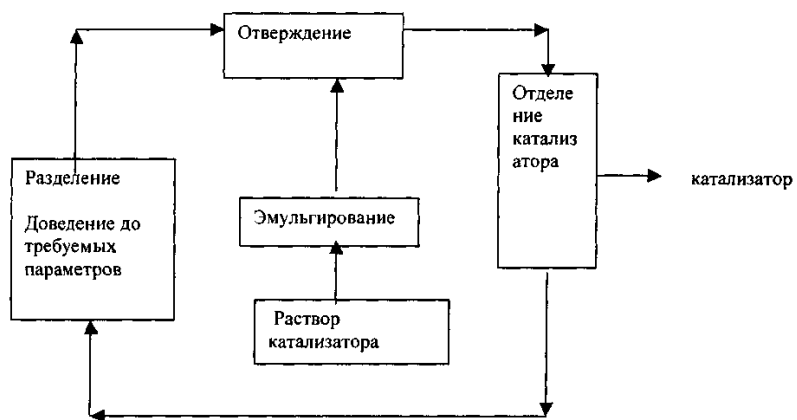 Отверждение
Отделе
ние
катализ
атора
катализатор
Разделение
Доведение до
требуемых
параметров
Эмульгирование
Раствор
катализатора